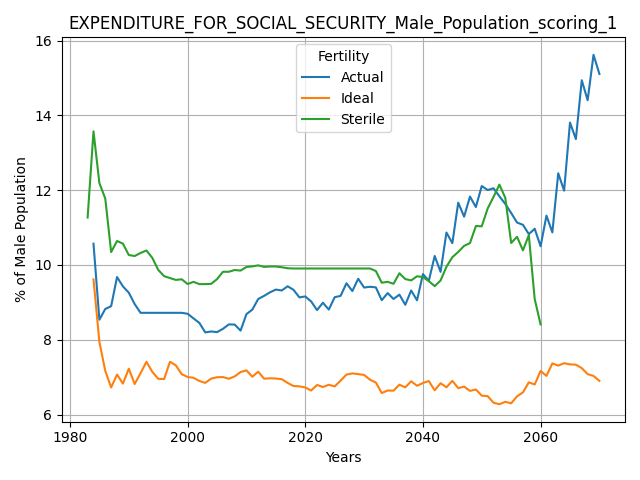 EXPENDITURE_FOR_SOCIAL_SECURITY_Male_Population_scoring_1
Fertility
Actual
Ideal
Sterile
% of Male Population
16
14
12
10
8
6
1980
2000
2020
2040
2060
Years